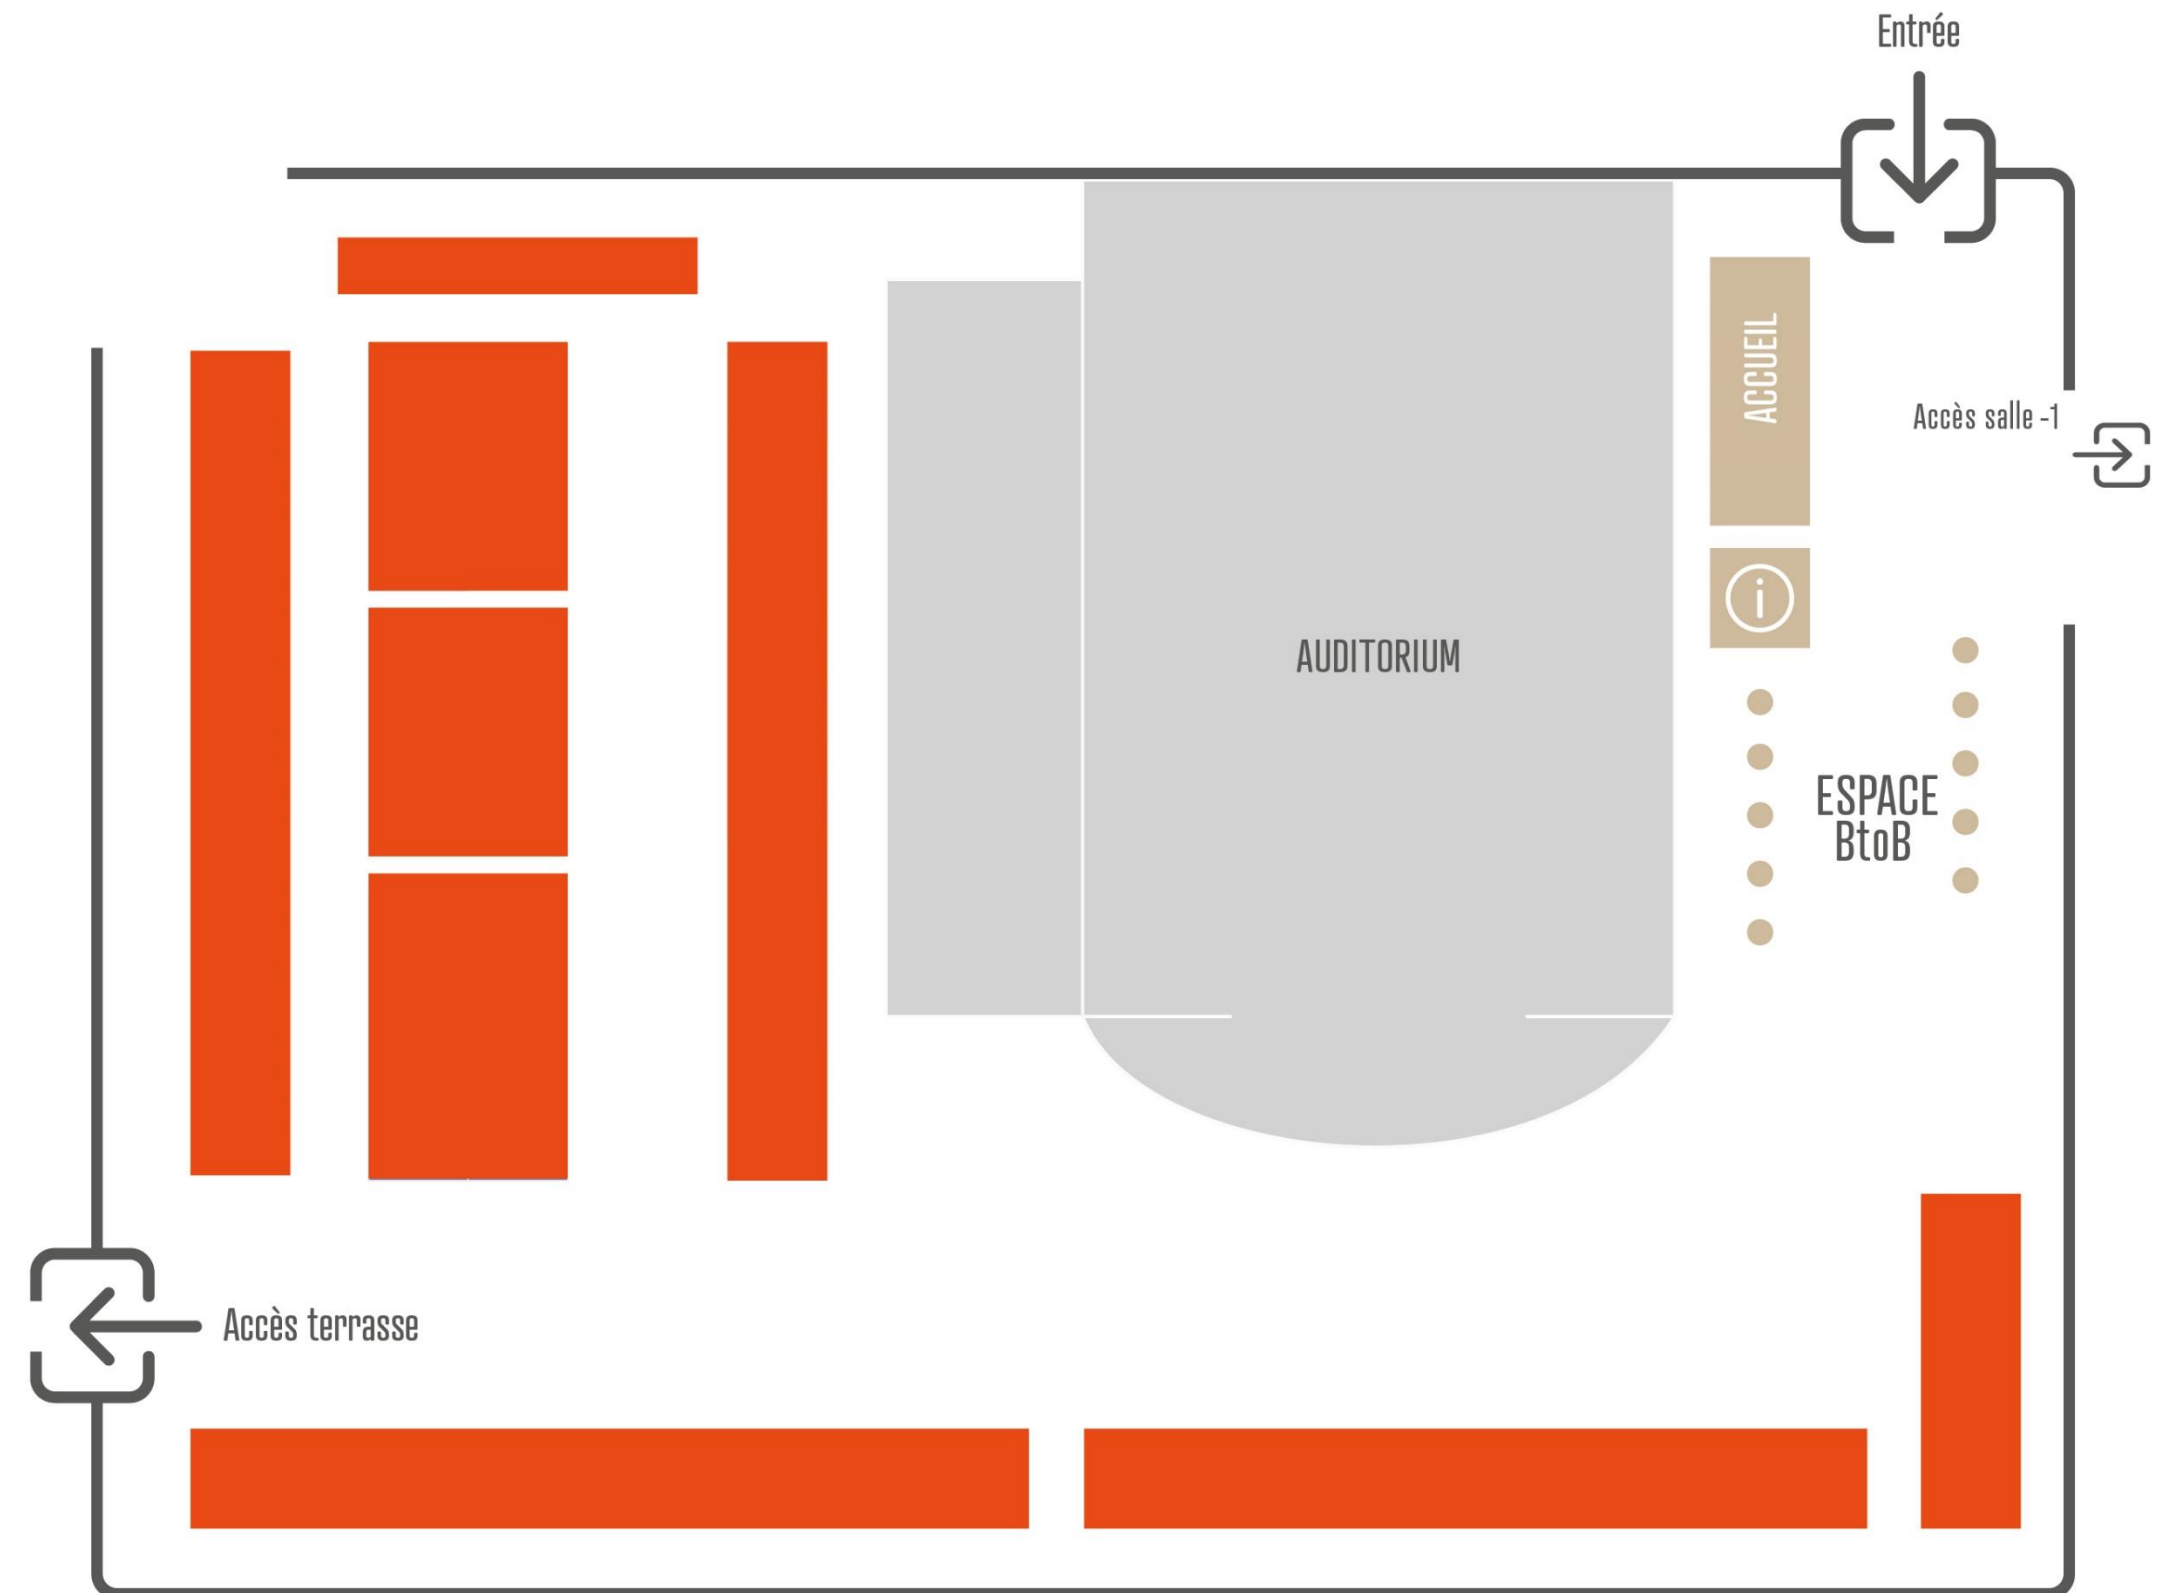 Entrée
ACCUEIL
Accès salle -1
i
AUDITORIUM
ESPACE
BtoB
Accès terrasse